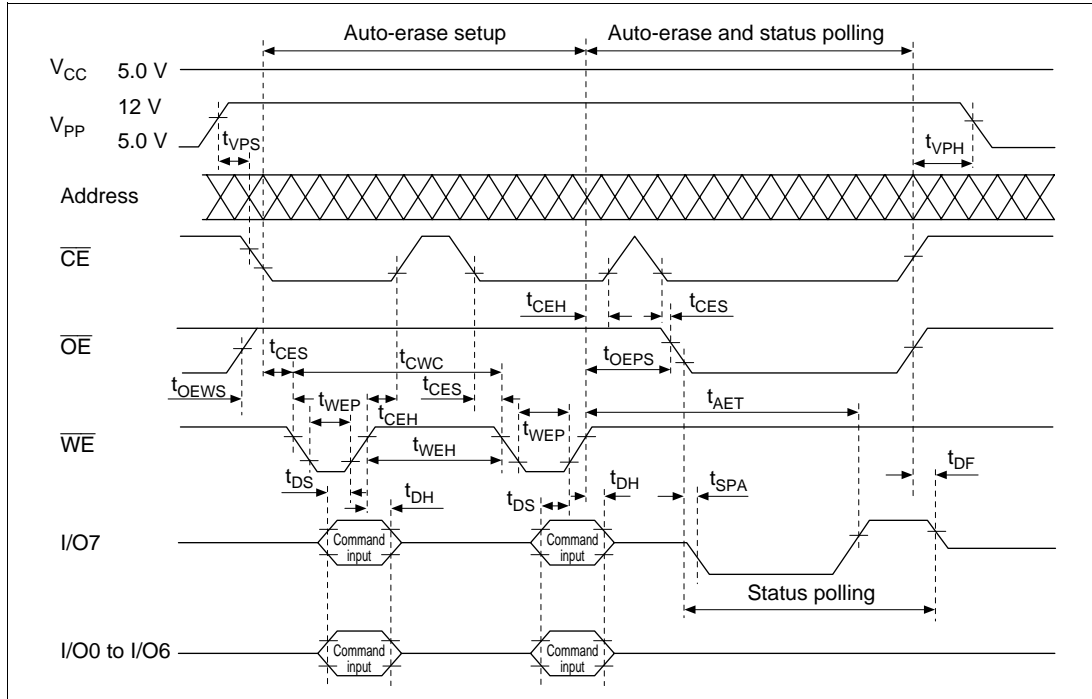 Auto-erase setup
Auto-erase and status polling
VCC 5.0 V
12 V
VPP
5.0 V
tVPS
tVPH
Address
CE
tCEH
tCES
OE
tCES
tCWC
tOEPS
tOEWS
tWEP
tCES
tAET
tCEH
tWEP
WE
tWEH
tDS
tDH
tDS
tDH
tSPA
tDF
I/O7
Command
input
Command
input
Status polling
I/O0 to I/O6
Command
input
Command
input